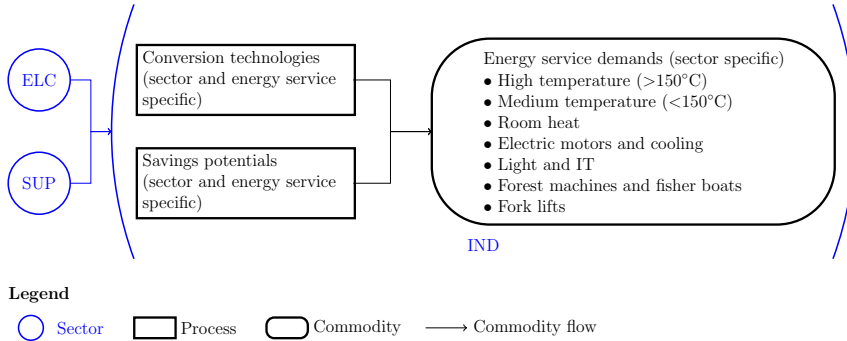 ELC
SUP
Conversion technologies
(sector and energy service
specific)
Savings potentials
(sector and energy service
specific)
Energy service demands (sector specific)
● High temperature (>150°C)
● Medium temperature (<150°C)
● Room heat
● Electric motors and cooling
● Light and IT
● Forest machines and fisher boats
● Fork lifts
IND
Legend
Sector
Process
Commodity
Commodity flow